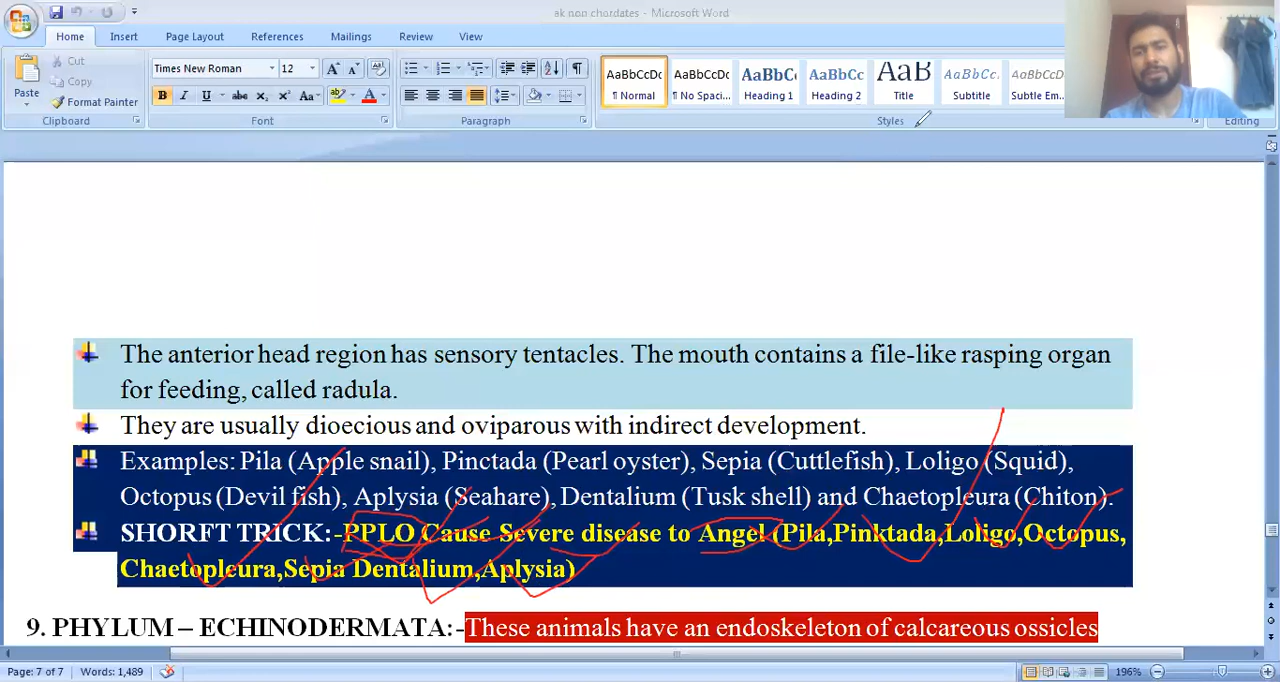 ak non chordates - Microsoft Word
Home Insert Page Layout References Mailings Review View
Paste
Cut
Copy
Format Painter
Clipboard
Times New Roman 12
Font
Paragraph
AaBbCcDc AaBbCcDc AaBbC AaBbCc AaB AaBbCc. AaBbCcDc
¶ Normal ¶ No Spaci... Heading 1 Heading 2 Title Subtitle Subtle Em...
Styles
Editing
The anterior head region has sensory tentacles. The mouth contains a file-like rasping organ
for feeding, called radula.
They are usually dioecious and oviparous with indirect development.
Examples: Pila (Apple snail), Pinctada (Pearl oyster), Sepia (Cuttlefish), Loligo (Squid),
Octopus (Devil fish), Aplysia (Seahare), Dentalium (Tusk shell) and Chaetopleura (Chiton).
SHORFT TRICK:-PPLO Cause Severe disease to Angel (Pila,Pinktada,Loligo,Octopus,
Chaetopleura,Sepia Dentalium,Aplysia)
9. PHYLUM – ECHINODERMATA:-These animals have an endoskeleton of calcareous ossicles
Page: 7 of 7 Words: 1,489 196%